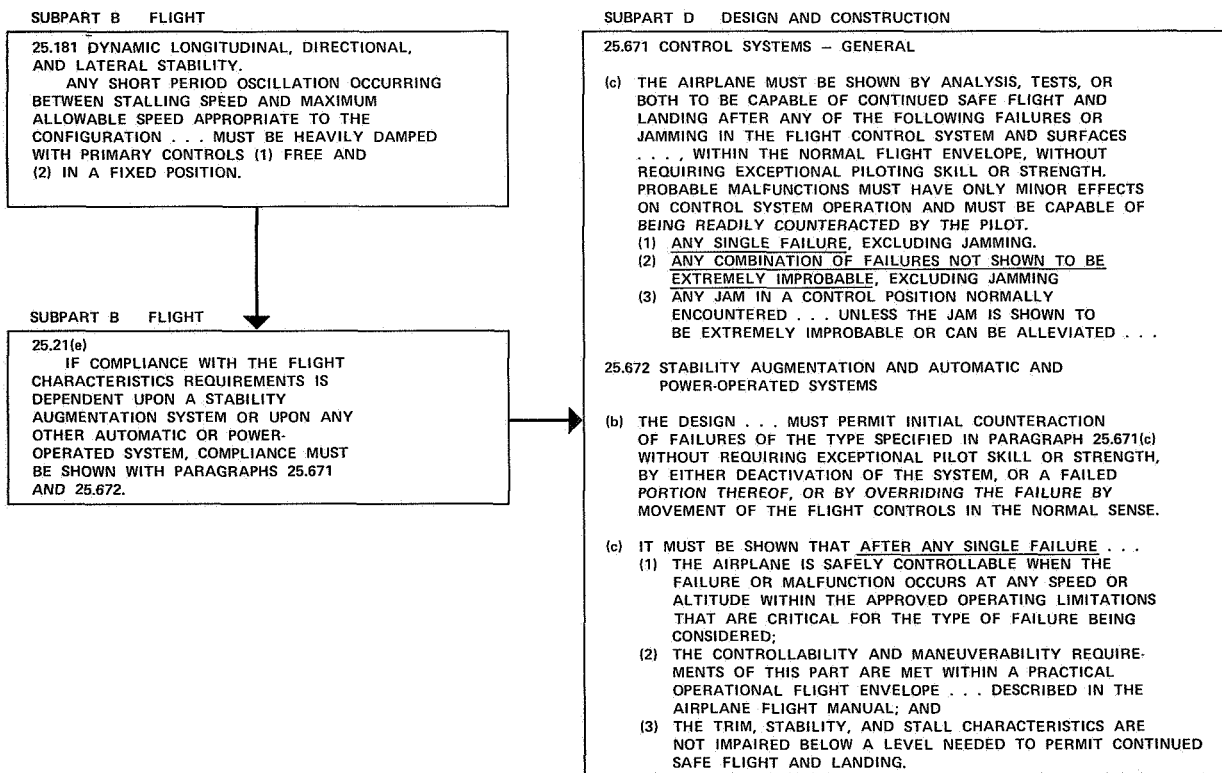 SUBPART B FLIGHT
25.181 DYNAMIC LONGITUDINAL, DIRECTIONAL,
AND LATERAL STABILITY.
ANY SHORT PERIOD OSCILLATION OCCURRING
BETWEEN STALLING SPEED AND MAXIMUM
ALLOWABLE SPEED APPROPRIATE TO THE
CONFIGURATION . . . MUST BE HEAVILY DAMPED
WITH PRIMARY CONTROLS (1) FREE AND
(2) IN A FIXED POSITION.
SUBPART B FLIGHT
25.21(e)
IF COMPLIANCE WITH THE FLIGHT
CHARACTERISTICS REQUIREMENTS IS
DEPENDENT UPON A STABILITY
AUGMENTATION SYSTEM OR UPON ANY
OTHER AUTOMATIC OR POWER-
OPERATED SYSTEM, COMPLIANCE MUST
BE SHOWN WITH PARAGRAPHS 25.671
AND 25.672.
SUBPART D DESIGN AND CONSTRUCTION
25.671 CONTROL SYSTEMS – GENERAL
(c) THE AIRPLANE MUST BE SHOWN BY ANALYSIS, TESTS, OR
BOTH TO BE CAPABLE OF CONTINUED SAFE FLIGHT AND
LANDING AFTER ANY OF THE FOLLOWING FAILURES OR
JAMMING IN THE FLIGHT CONTROL SYSTEM AND SURFACES
. . . . , WITHIN THE NORMAL FLIGHT ENVELOPE, WITHOUT
REQUIRING EXCEPTIONAL PILOTING SKILL OR STRENGTH.
PROBABLE MALFUNCTIONS MUST HAVE ONLY MINOR EFFECTS
ON CONTROL SYSTEM OPERATION AND MUST BE CAPABLE OF
BEING READILY COUNTERACTED BY THE PILOT.
(1) ANY SINGLE FAILURE, EXCLUDING JAMMING.
(2) ANY COMBINATION OF FAILURES NOT SHOWN TO BE
EXTREMELY IMPROBABLE, EXCLUDING JAMMING
(3) ANY JAM IN A CONTROL POSITION NORMALLY
ENCOUNTERED . . . UNLESS THE JAM IS SHOWN TO
BE EXTREMELY IMPROBABLE OR CAN BE ALLEVIATED . . .
25.672 STABILITY AUGMENTATION AND AUTOMATIC AND
POWER-OPERATED SYSTEMS
(b) THE DESIGN . . . MUST PERMIT INITIAL COUNTERACTION
OF FAILURES OF THE TYPE SPECIFIED IN PARAGRAPH 25.671(c)
WITHOUT REQUIRING EXCEPTIONAL PILOT SKILL OR STRENGTH,
BY EITHER DEACTIVATION OF THE SYSTEM, OR A FAILED
PORTION THEREOF, OR BY OVERRIDING THE FAILURE BY
MOVEMENT OF THE FLIGHT CONTROLS IN THE NORMAL SENSE.
(c) IT MUST BE SHOWN THAT AFTER ANY SINGLE FAILURE . . .
(1) THE AIRPLANE IS SAFELY CONTROLLABLE WHEN THE
FAILURE OR MALFUNCTION OCCURS AT ANY SPEED OR
ALTITUDE WITHIN THE APPROVED OPERATING LIMITATIONS
THAT ARE CRITICAL FOR THE TYPE OF FAILURE BEING
CONSIDERED;
(2) THE CONTROLLABILITY AND MANEUVERABILITY REQUIRE-
MENTS OF THIS PART ARE MET WITHIN A PRACTICAL
OPERATIONAL FLIGHT ENVELOPE . . . DESCRIBED IN THE
AIRPLANE FLIGHT MANUAL; AND
(3) THE TRIM, STABILITY, AND STALL CHARACTERISTICS ARE
NOT IMPAIRED BELOW A LEVEL NEEDED TO PERMIT CONTINUED
SAFE FLIGHT AND LANDING.